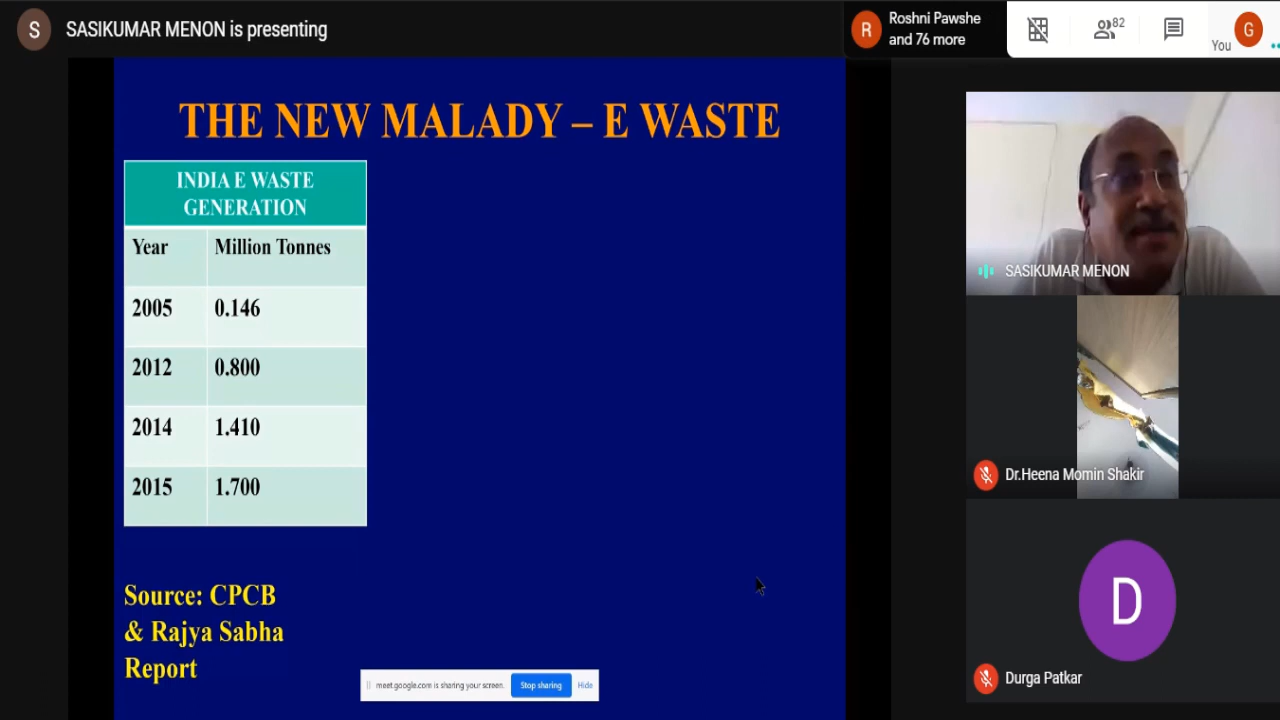 S
SASIKUMAR MENON is presenting
R
Roshni Pawshe
and 76 more
82
You
G
THE NEW MALADY – E WASTE
INDIA E WASTE
GENERATION
Year Million Tonnes
2005 0.146
2012 0.800
2014 1.410
2015 1.700
Source: CPCB
& Rajya Sabha
Report
meet.google.com is sharing your screen. Stop sharing Hide
SASIKUMAR MENON
Dr.Heena Momin Shakir
D
Durga Patkar